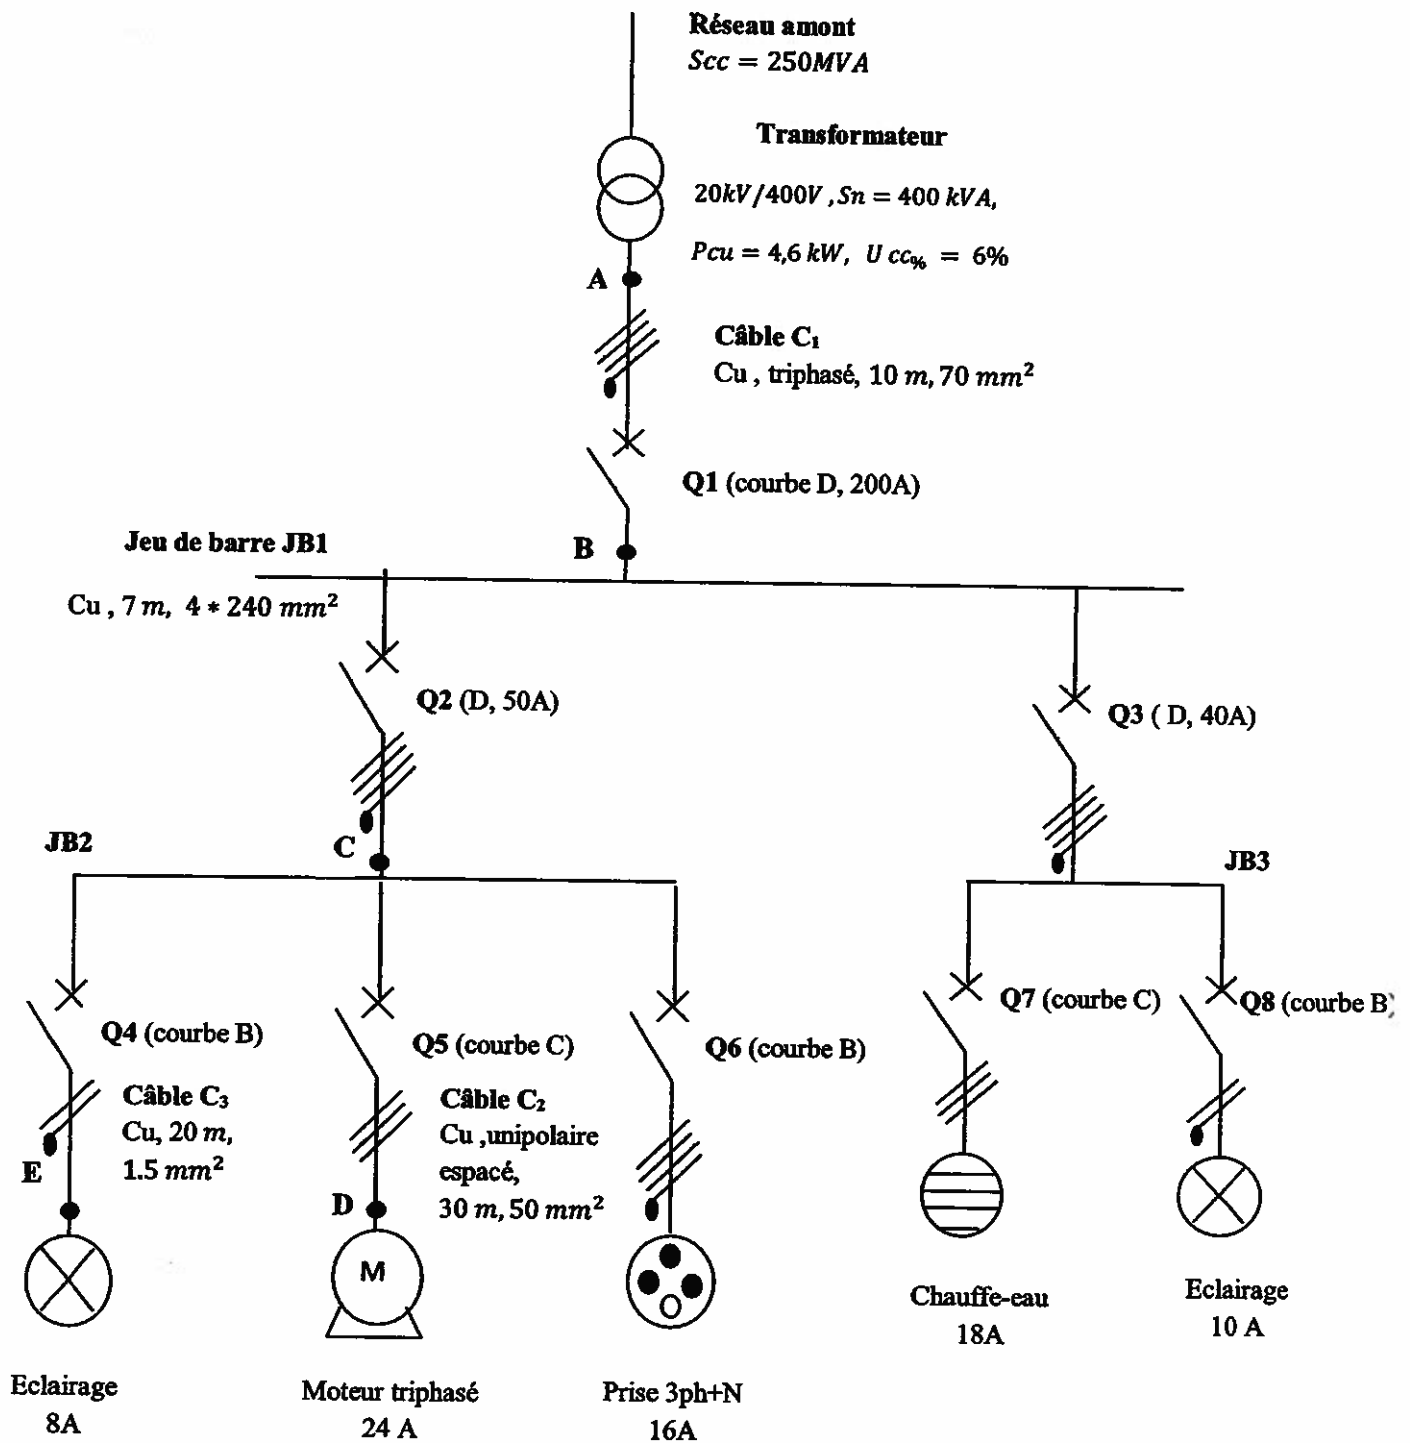 Réseau amont
Scc = 250MVA
Transformateur
20kV/400V , Sn = 400 kVA,
Pcu = 4,6 kW, U cc% = 6%
A
Câble C₁
Cu , triphasé, 10 m, 70 mm²
Q1 (courbe D, 200A)
Jeu de barre JB1
B
Cu , 7 m, 4 * 240 mm²
Q2 (D, 50A)
Q3 ( D, 40A)
JB2
C
JB3
Q4 (courbe B)
Q5 (courbe C)
Q6 (courbe B)
Q7 (courbe C)
Q8 (courbe B)
Câble C₃
Cu, 20 m,
1.5 mm²
E
Câble C₂
Cu ,unipolaire
espacé,
30 m, 50 mm²
D
M
Eclairage
8A
Moteur triphasé
24 A
Prise 3ph+N
16A
Chauffe-eau
18A
Eclairage
10 A